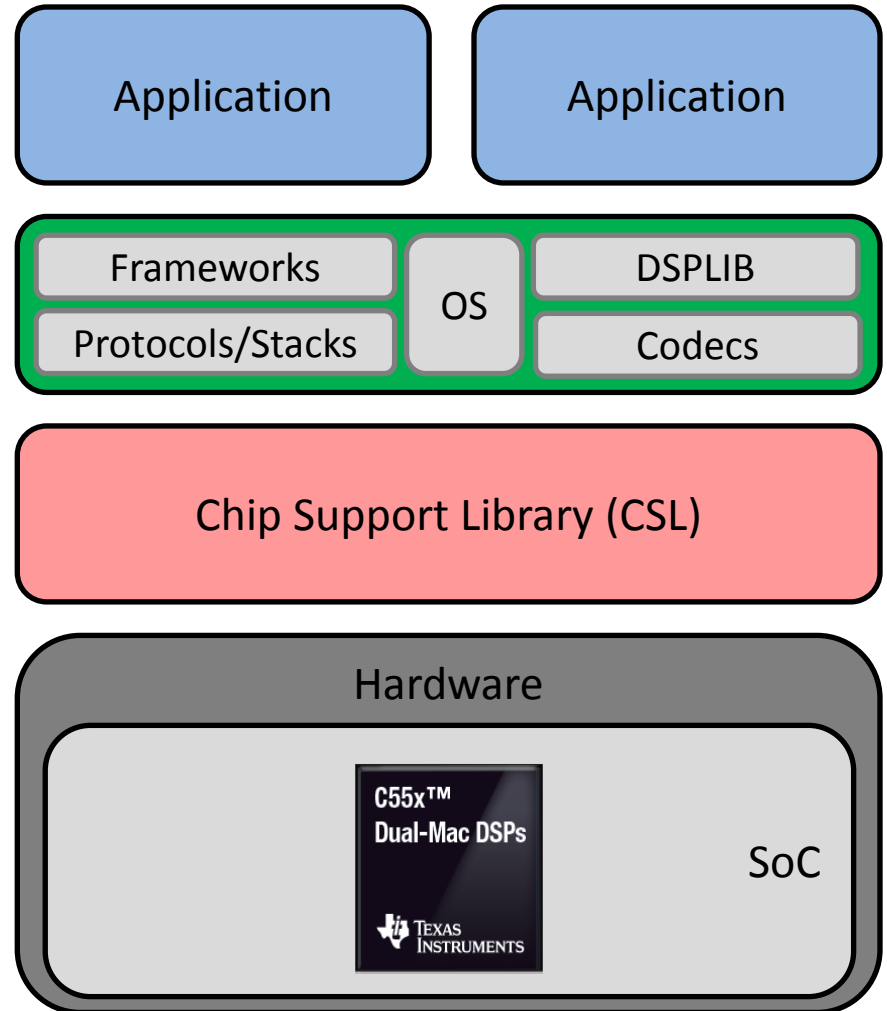 Application
Application
Frameworks
OS
DSPLIB
Protocols/Stacks
Codecs
Chip Support Library (CSL)
Hardware
C55x™
Dual-Mac DSPs
SoC
TEXAS
INSTRUMENTS